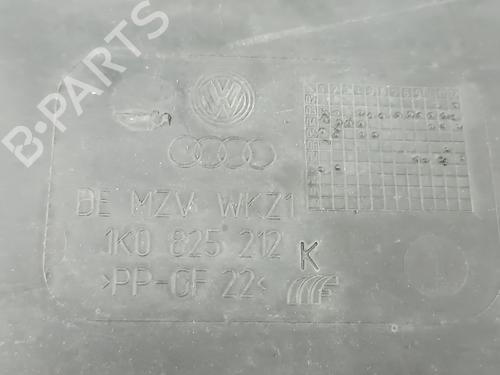 B-PARTS
DE MZV WKZ1
1K0 825 212 K
>PP-GF 22<